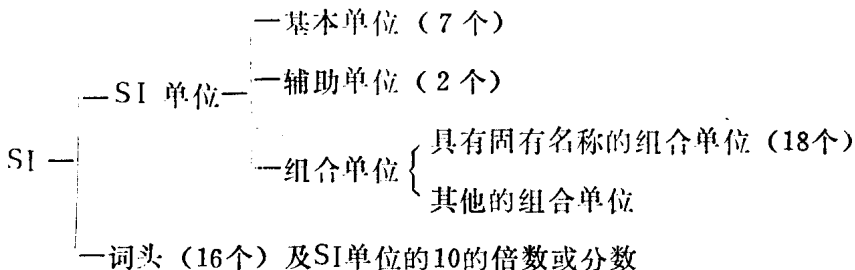 基本单位（7个）
SI 单位
辅助单位（2个）
SI
组合单位
具有固有名称的组合单位（18个）
其他的组合单位
词头（16个）及SI单位的10的倍数或分数